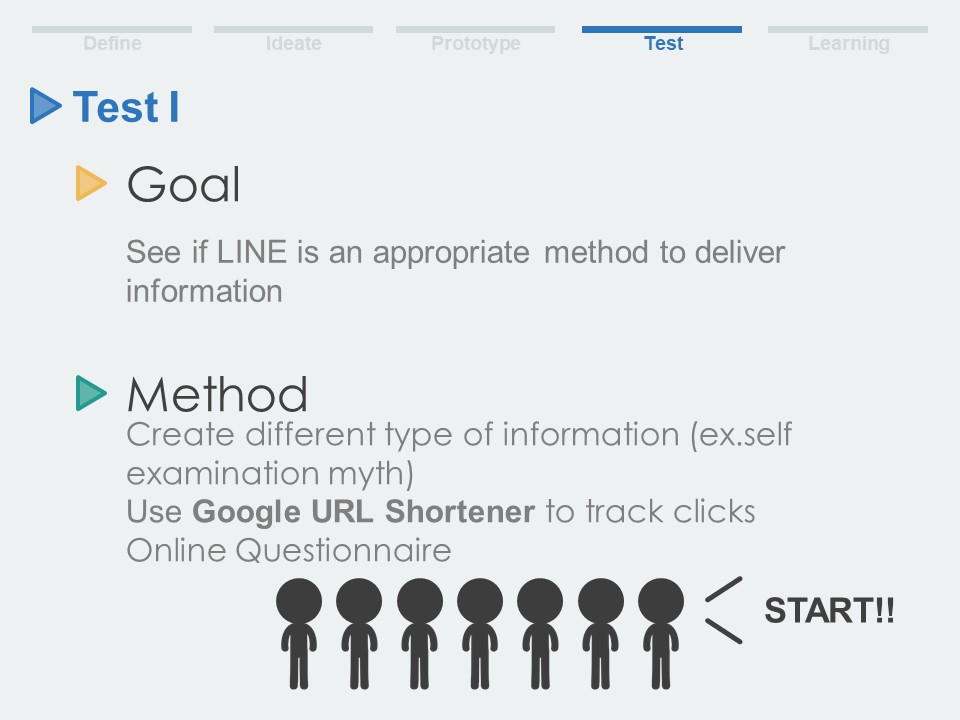 Define
Ideate
Prototype
Test
Learning
Test I
Goal
See if LINE is an appropriate method to deliver
information
Method
Create different type of information (ex.self
examination myth)
Use Google URL Shortener to track clicks
Online Questionnaire
START!!